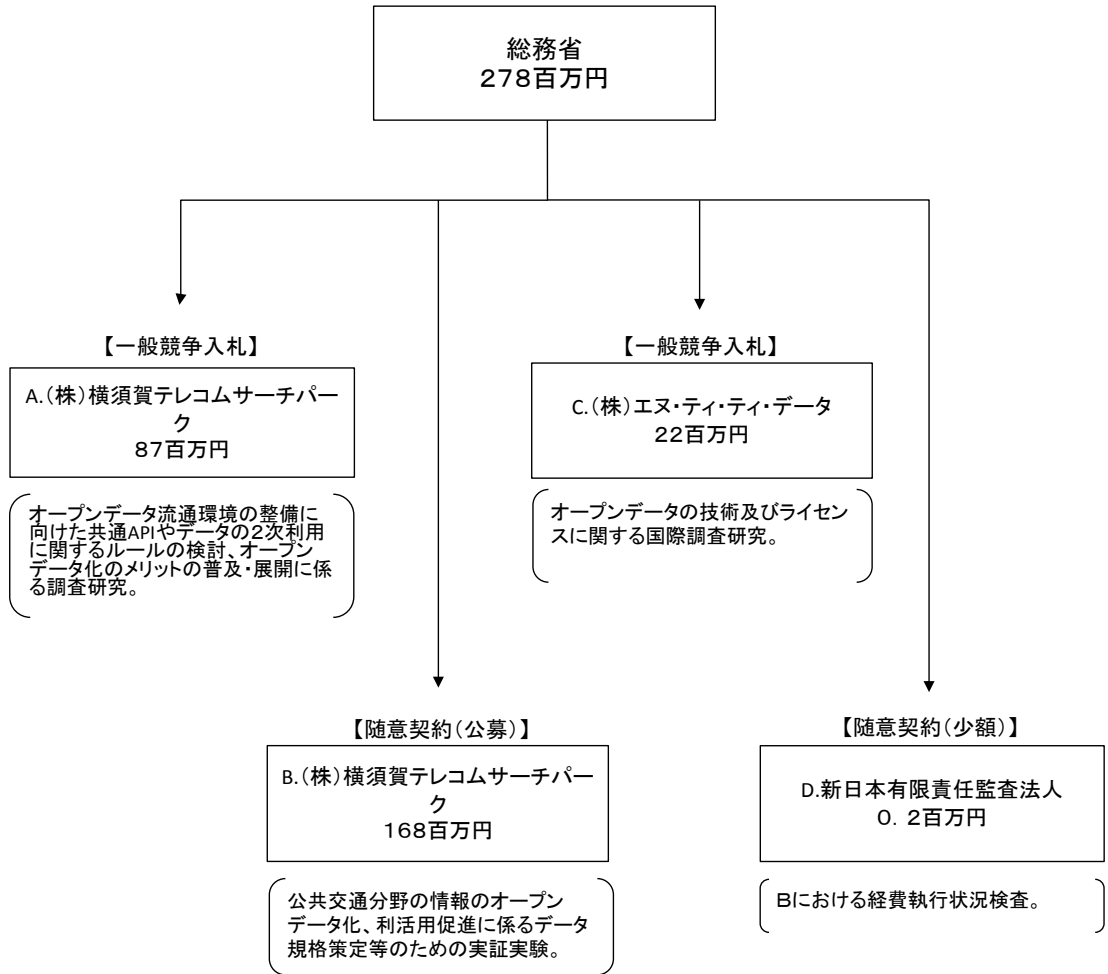 総務省
278百万円
【一般競争入札】
A.(株)横須賀テレコムサーチパー
ク
87百万円
オープンデータ流通環境の整備に
向けた共通APIやデータの2次利用
に関するルールの検討、オープン
データ化のメリットの普及・展開に係
る調査研究。
【一般競争入札】
C.(株)エヌ・ティ・ティ・データ
22百万円
オープンデータの技術及びライセン
スに関する国際調査研究。
【随意契約(公募)】
B.(株)横須賀テレコムサーチパー
ク
168百万円
公共交通分野の情報のオープン
データ化、利活用促進に係るデータ
規格策定等のための実証実験。
【随意契約(少額)】
D.新日本有限責任監査法人
0.2百万円
Bにおける経費執行状況検査。